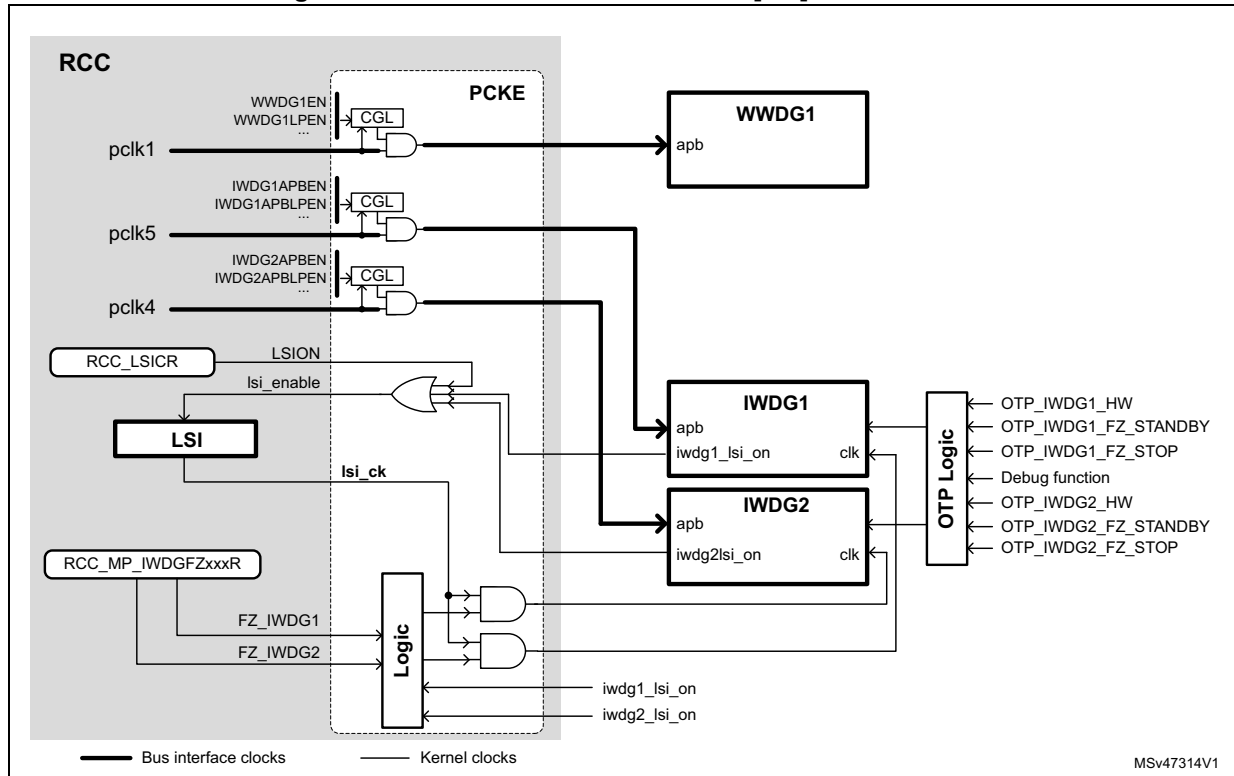 RCC
PCKE
WWDG1EN
WWDG1LPEN
...
CGL
pclk1
WWDG1
apb
IWDG1APBEN
IWDG1APBLPEN
...
CGL
pclk5
IWDG2APBEN
IWDG2APBLPEN
...
CGL
pclk4
RCC_LSICR
LSION
lsi_enable
LSI
lsi_ck
IWDG1
apb
iwdg1_lsi_on
clk
IWDG2
apb
iwdg2lsi_on
clk
OTP Logic
OTP_IWDG1_HW
OTP_IWDG1_FZ_STANDBY
OTP_IWDG1_FZ_STOP
Debug function
OTP_IWDG2_HW
OTP_IWDG2_FZ_STANDBY
OTP_IWDG2_FZ_STOP
RCC_MP_IWDGFZxxxR
FZ_IWDG1
FZ_IWDG2
Logic
iwdg1_lsi_on
iwdg2_lsi_on
Bus interface clocks
Kernel clocks
MSv47314V1